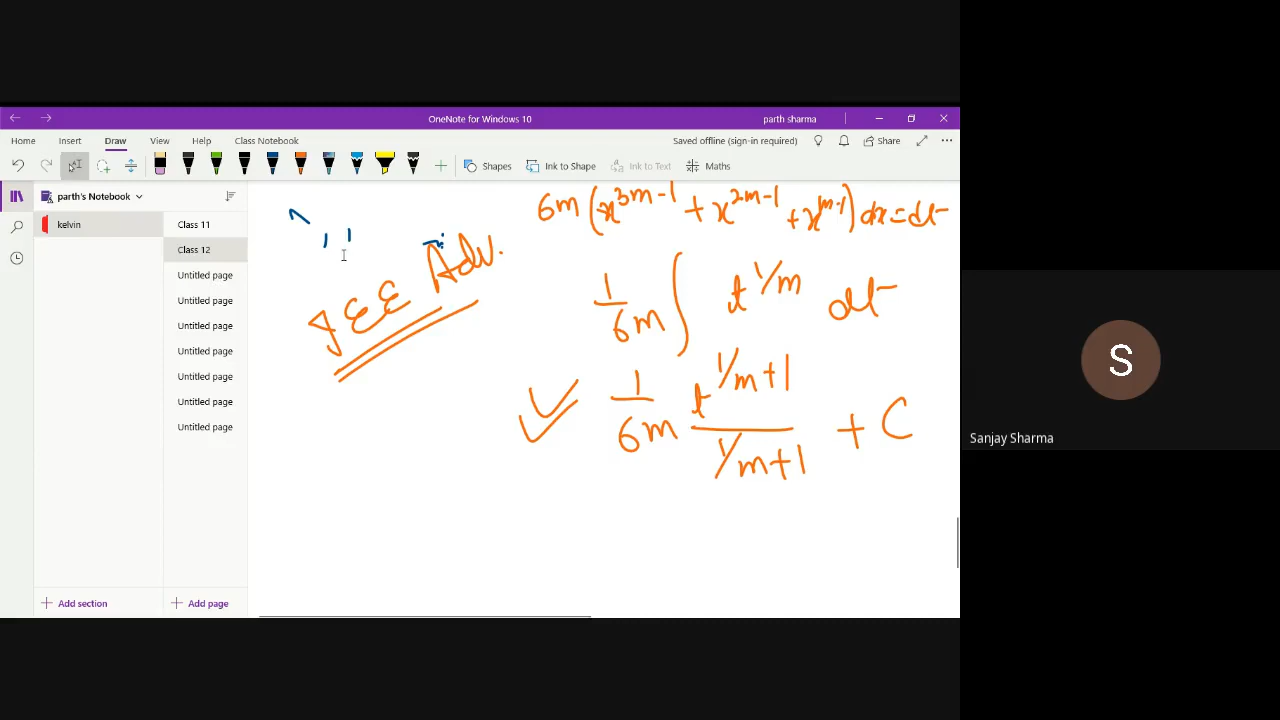 OneNote for Windows 10
parth sharma
Home Insert Draw View Help Class Notebook
Saved offline (sign-in required)
Share
Shapes Ink to Shape Ink to Text Maths
parth's Notebook
kelvin
Class 11
Class 12
Untitled page
Untitled page
Untitled page
Untitled page
Untitled page
Untitled page
Untitled page
Add section
Add page
6m(x^{3m-1} + x^{2m-1} + x^{m-1})dx = dt
JEE Adv.
1/6m ∫ t^{1/m} dt
1/6m t^{1/m+1}/(1/m+1) + C
S
Sanjay Sharma